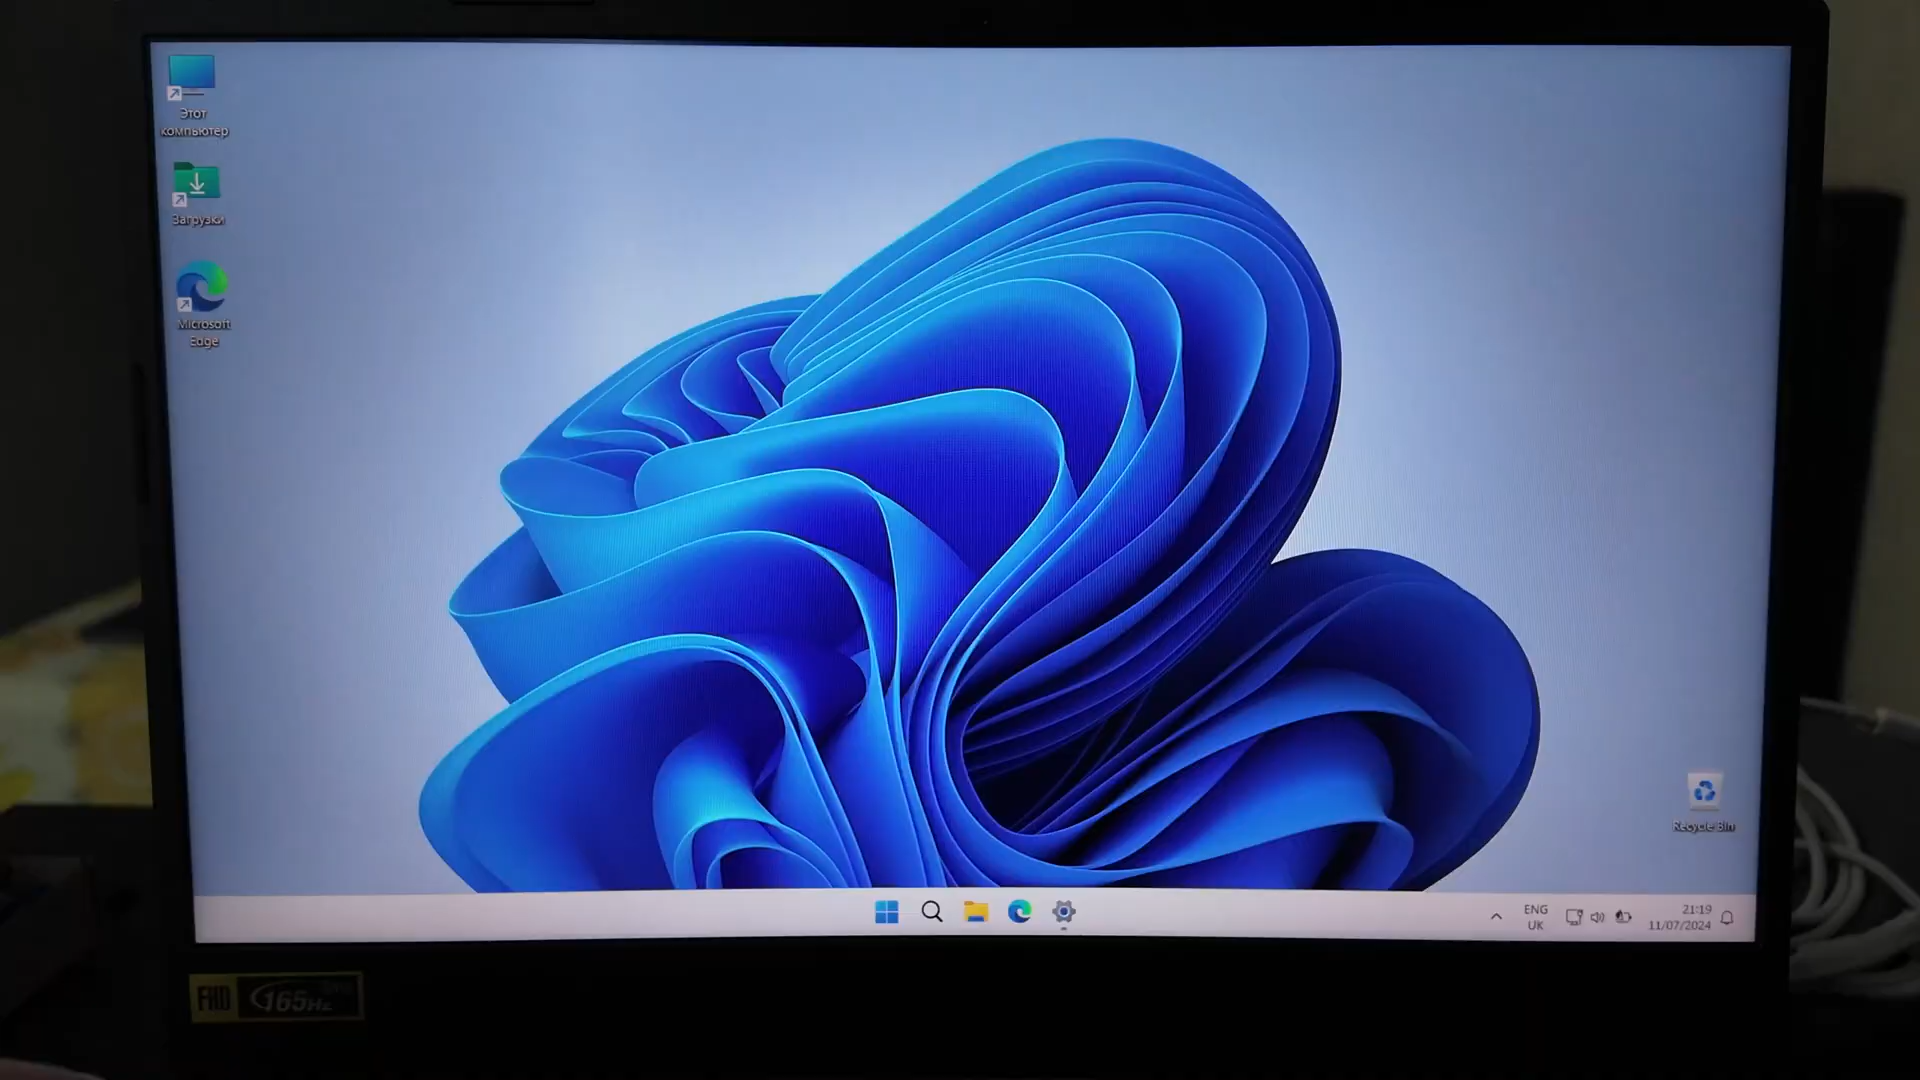 Этот
компьютер
Загрузки
Microsoft
Edge
Recycle Bin
ENG
UK
21:19
11/07/2024
FHD
165Hz